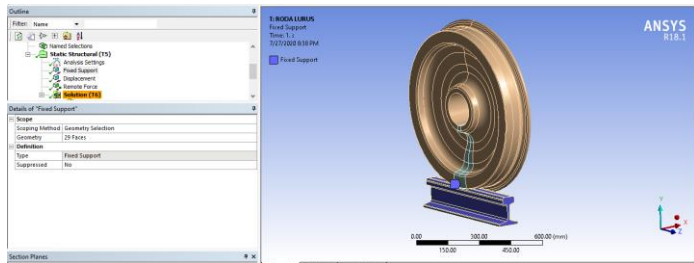 Outline
Filter: Name
Named Selections
Static Structural (T5)
Analysis Settings
Fixed Support
Displacement
Remote Force
Solution (T6)
Details of "Fixed Support"
Scope
Scoping Method Geometry Selection
Geometry 29 Faces
Definition
Type Fixed Support
Suppressed No
Section Planes
T: RODA LURUS
Fixed Support
Time: 1. s
7/27/2020 8:10 PM
Fixed Support
ANSYS
R18.1
0.00 300.00 600.00 (mm)
150.00 450.00
Y
X
Z